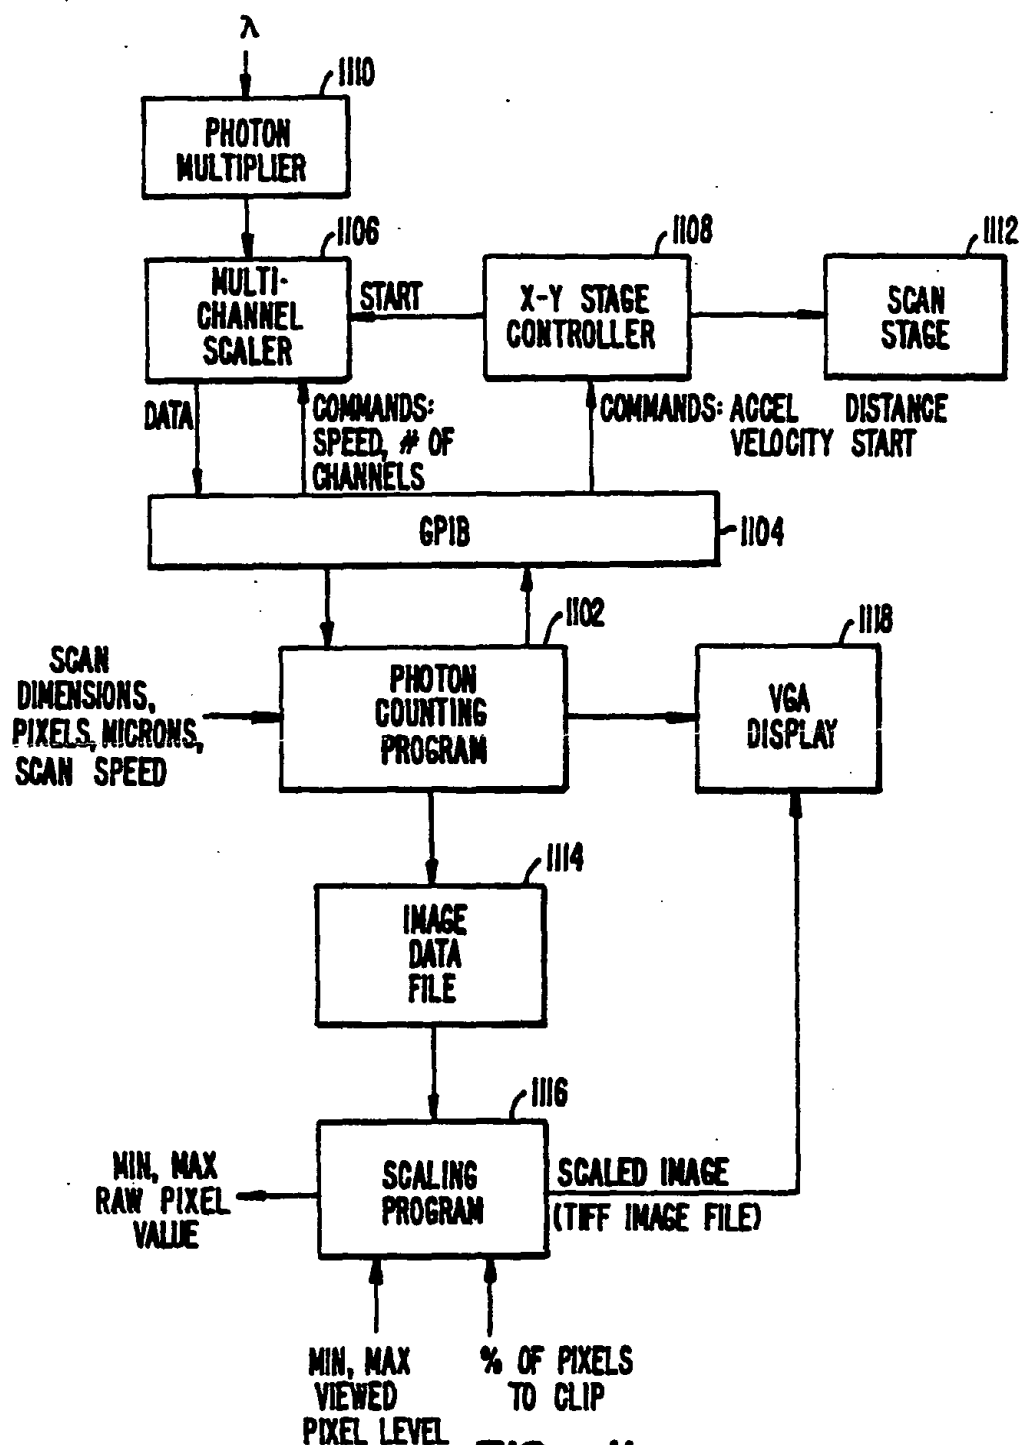 λ
1110
PHOTON
MULTIPLIER
1106
MULTI-
CHANNEL
SCALER
START
1108
X-Y STAGE
CONTROLLER
1112
SCAN
STAGE
DATA
COMMANDS:
SPEED, # OF
CHANNELS
COMMANDS: ACCEL DISTANCE
VELOCITY START
GPIB
1104
1102
PHOTON
COUNTING
PROGRAM
SCAN
DIMENSIONS,
PIXELS, MICRONS,
SCAN SPEED
1118
VGA
DISPLAY
1114
IMAGE
DATA
FILE
1116
SCALING
PROGRAM
MIN, MAX
RAW PIXEL
VALUE
SCALED IMAGE
(TIFF IMAGE FILE)
MIN, MAX
VIEWED
PIXEL LEVEL
% OF PIXELS
TO CLIP